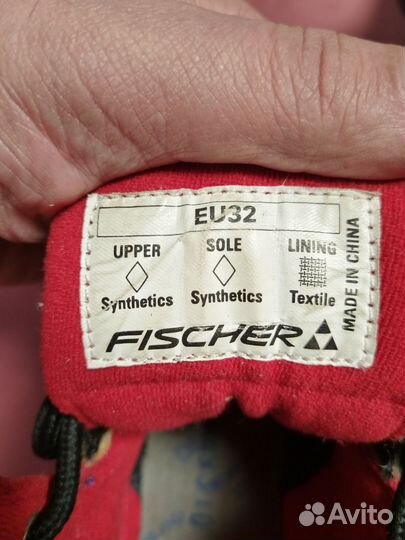 EU32
UPPER SOLE LINING
Synthetics Synthetics Textile
FISCHER
MADE IN CHINA
Avito